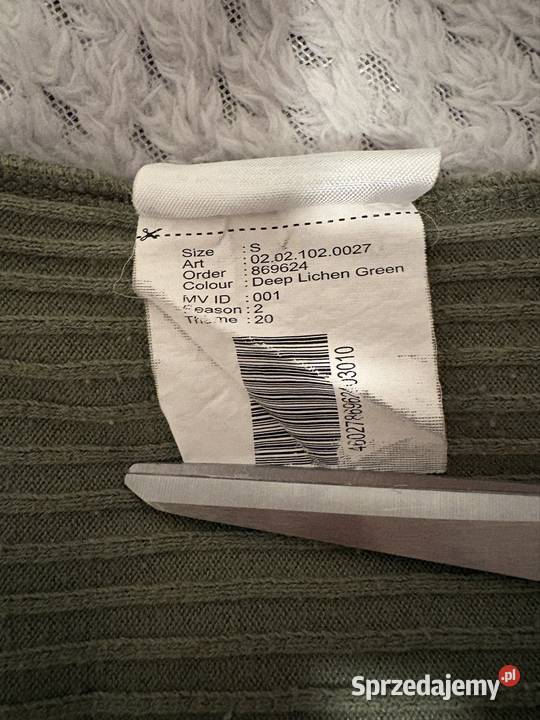 Size : S
Art : 02.02.102.0027
Order : 869624
Colour : Deep Lichen Green
MV ID : 001
Season : 2
Theme : 20
Sprzedajemy.pl